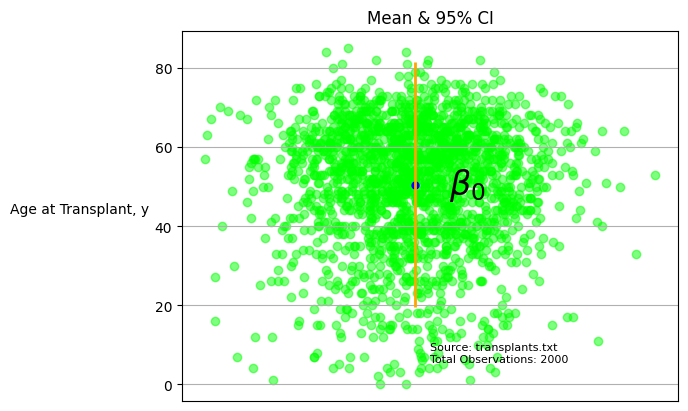 Mean & 95% CI
80
60
Age at Transplant, y
40
20
0
β₀
Source: transplants.txt
Total Observations: 2000